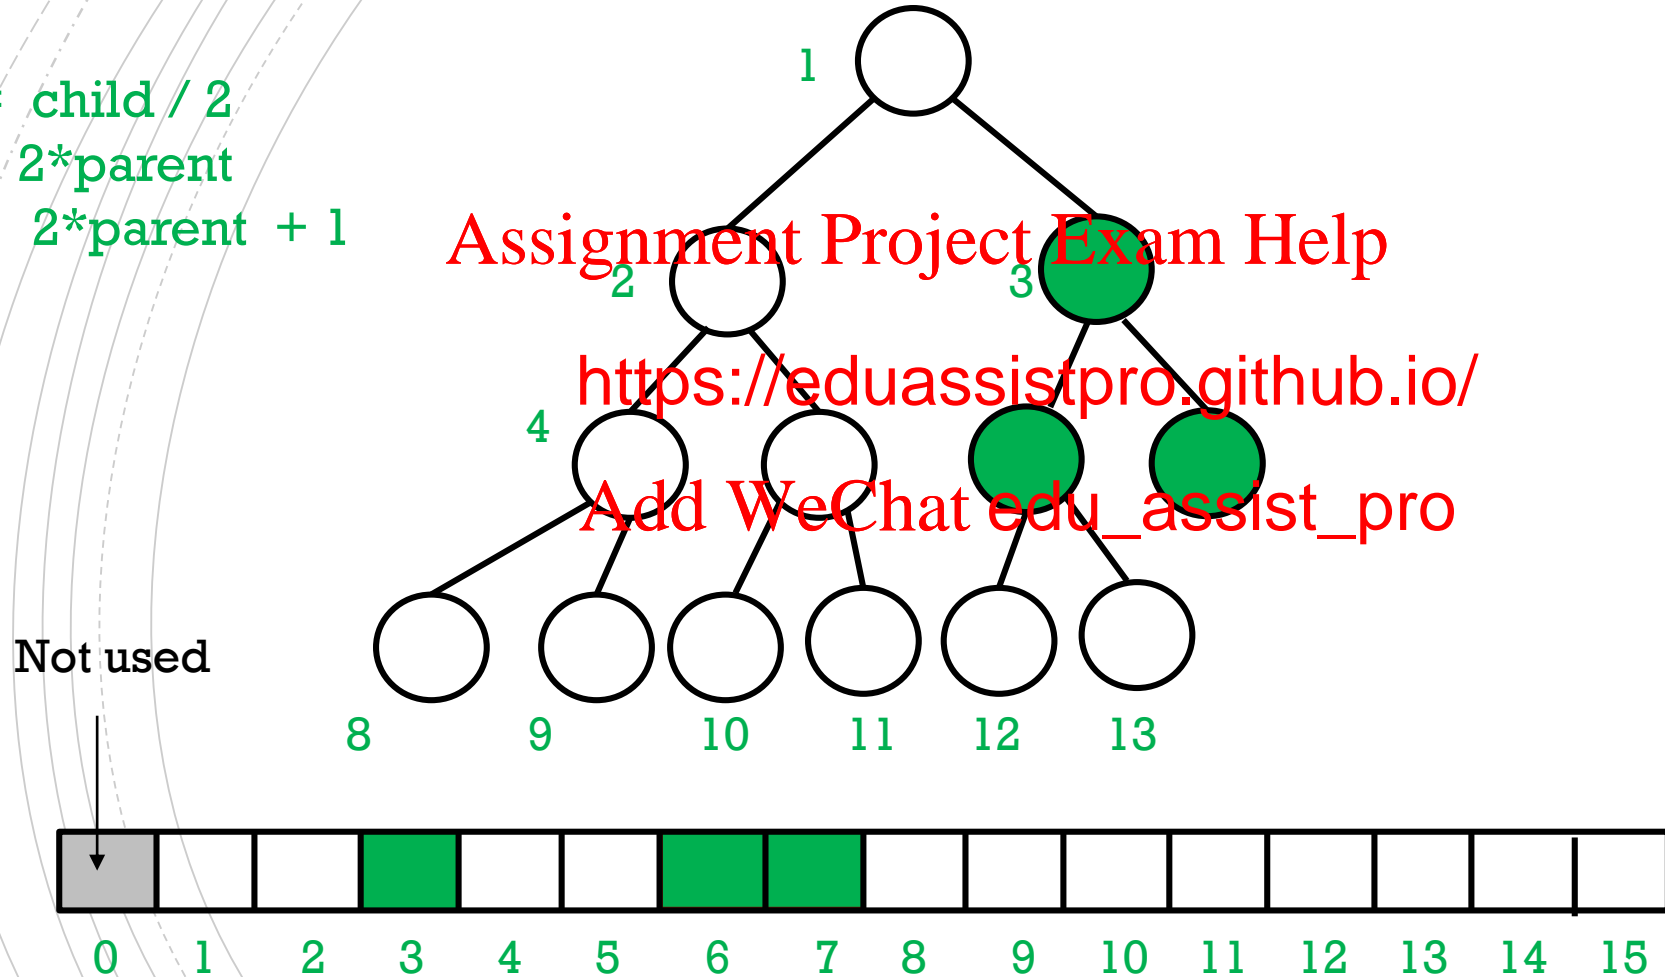 1
= child / 2
2*parent
2*parent + 1
Assignment Project Exam Help
2
3
https://eduassistpro.github.io/
4
Add WeChat edu_assist_pro
Not used
8 9 10 11 12 13
0 1 2 3 4 5 6 7 8 9 10 11 12 13 14 15